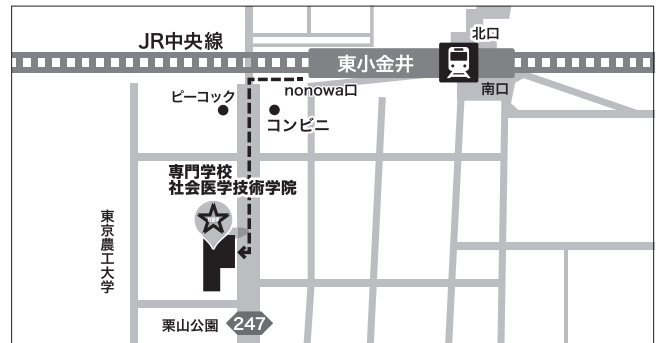 JR中央線
北口
東小金井
ピーコック
nonowa口
南口
コンビニ
専門学校
社会医学技術学院
東京農工大学
栗山公園
247